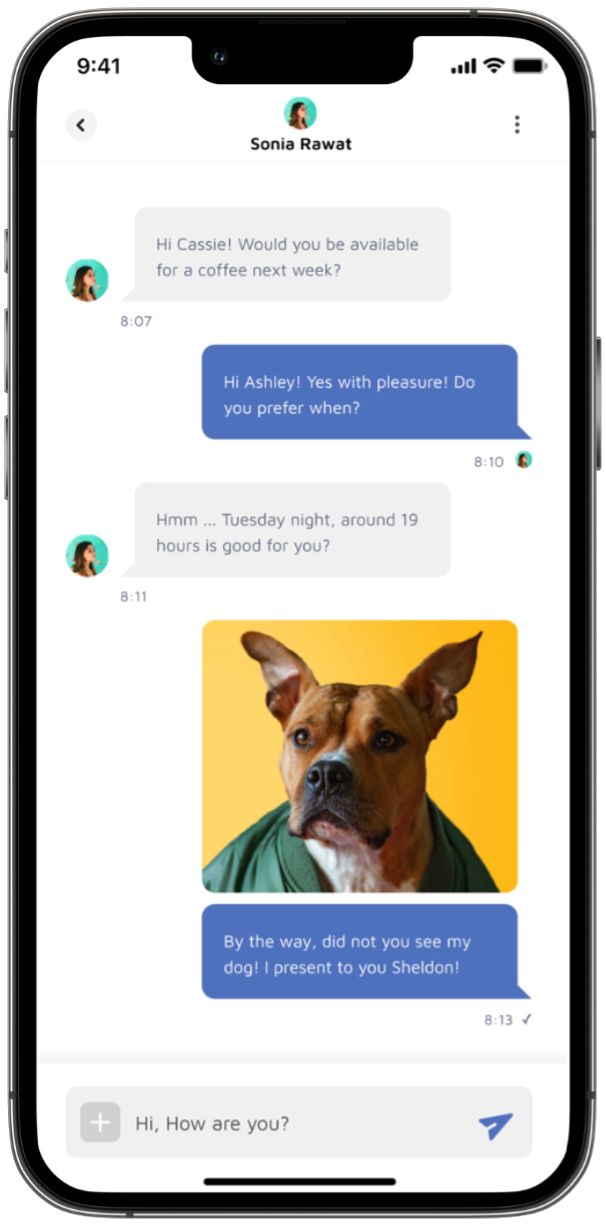 9:41
Sonia Rawat
Hi Cassie! Would you be available
for a coffee next week?
8:07
Hi Ashley! Yes with pleasure! Do
you prefer when?
8:10
Hmm ... Tuesday night, around 19
hours is good for you?
8:11
By the way, did not you see my
dog! I present to you Sheldon!
8:13 ✓
Hi, How are you?